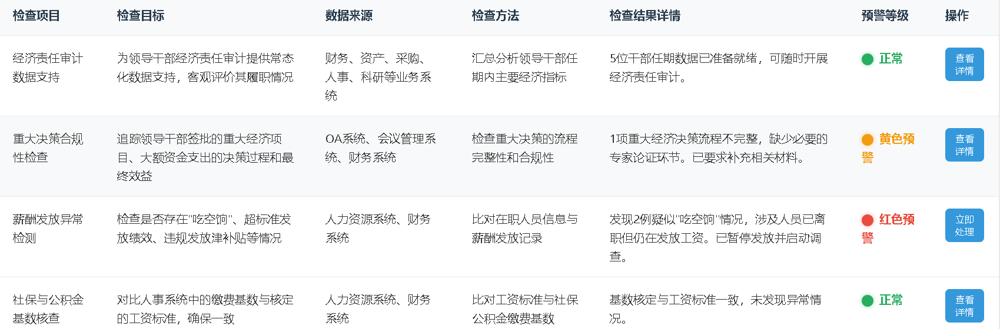 检查项目 检查目标 数据来源 检查方法 检查结果详情 预警等级 操作
经济责任审计
数据支持
为领导干部经济责任审计提供常态
化数据支持，客观评价其履职情况
财务、资产、采购、
人事、科研等业务系
统
汇总分析领导干部任
期内主要经济指标
5位干部任期数据已准备就绪，可随时开展
经济责任审计。
正常
查看
详情
重大决策合规
性检查
追踪领导干部签批的重大经济项
目、大额资金支出的决策过程和最
终效益
OA系统、会议管理系
统、财务系统
检查重大决策的流程
完整性和合规性
1项重大经济决策流程不完整，缺少必要的
专家论证环节。已要求补充相关材料。
黄色预
警
查看
详情
薪酬发放异常
检测
检查是否存在"吃空饷"、超标准发
放绩效、违规发放津补贴等情况
人力资源系统、财务
系统
比对在职人员信息与
薪酬发放记录
发现2例疑似"吃空饷"情况，涉及人员已离
职但仍在发放工资。已暂停发放并启动调
查。
红色预
警
立即
处理
社保与公积金
基数核查
对比人事系统中的缴费基数与核定
的工资标准，确保一致
人力资源系统、财务
系统
比对工资标准与社保
公积金缴费基数
基数核定与工资标准一致，未发现异常情
况。
正常
查看
详情